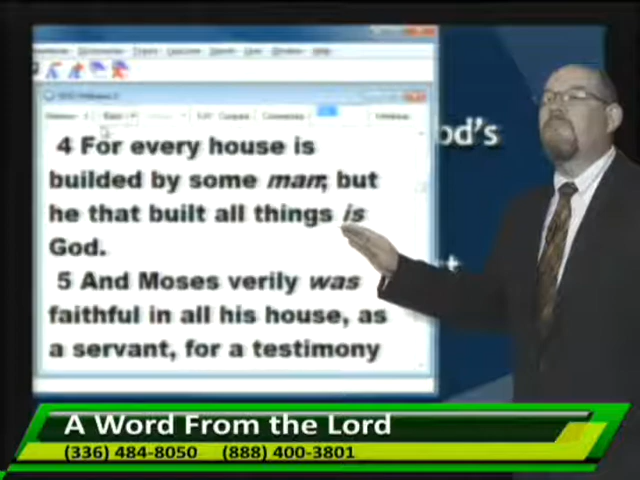 4 For every house is
builded by some man; but
he that built all things is
God.
5 And Moses verily was
faithful in all his house, as
a servant, for a testimony
od's
A Word From the Lord
(336) 484-8050 (888) 400-3801